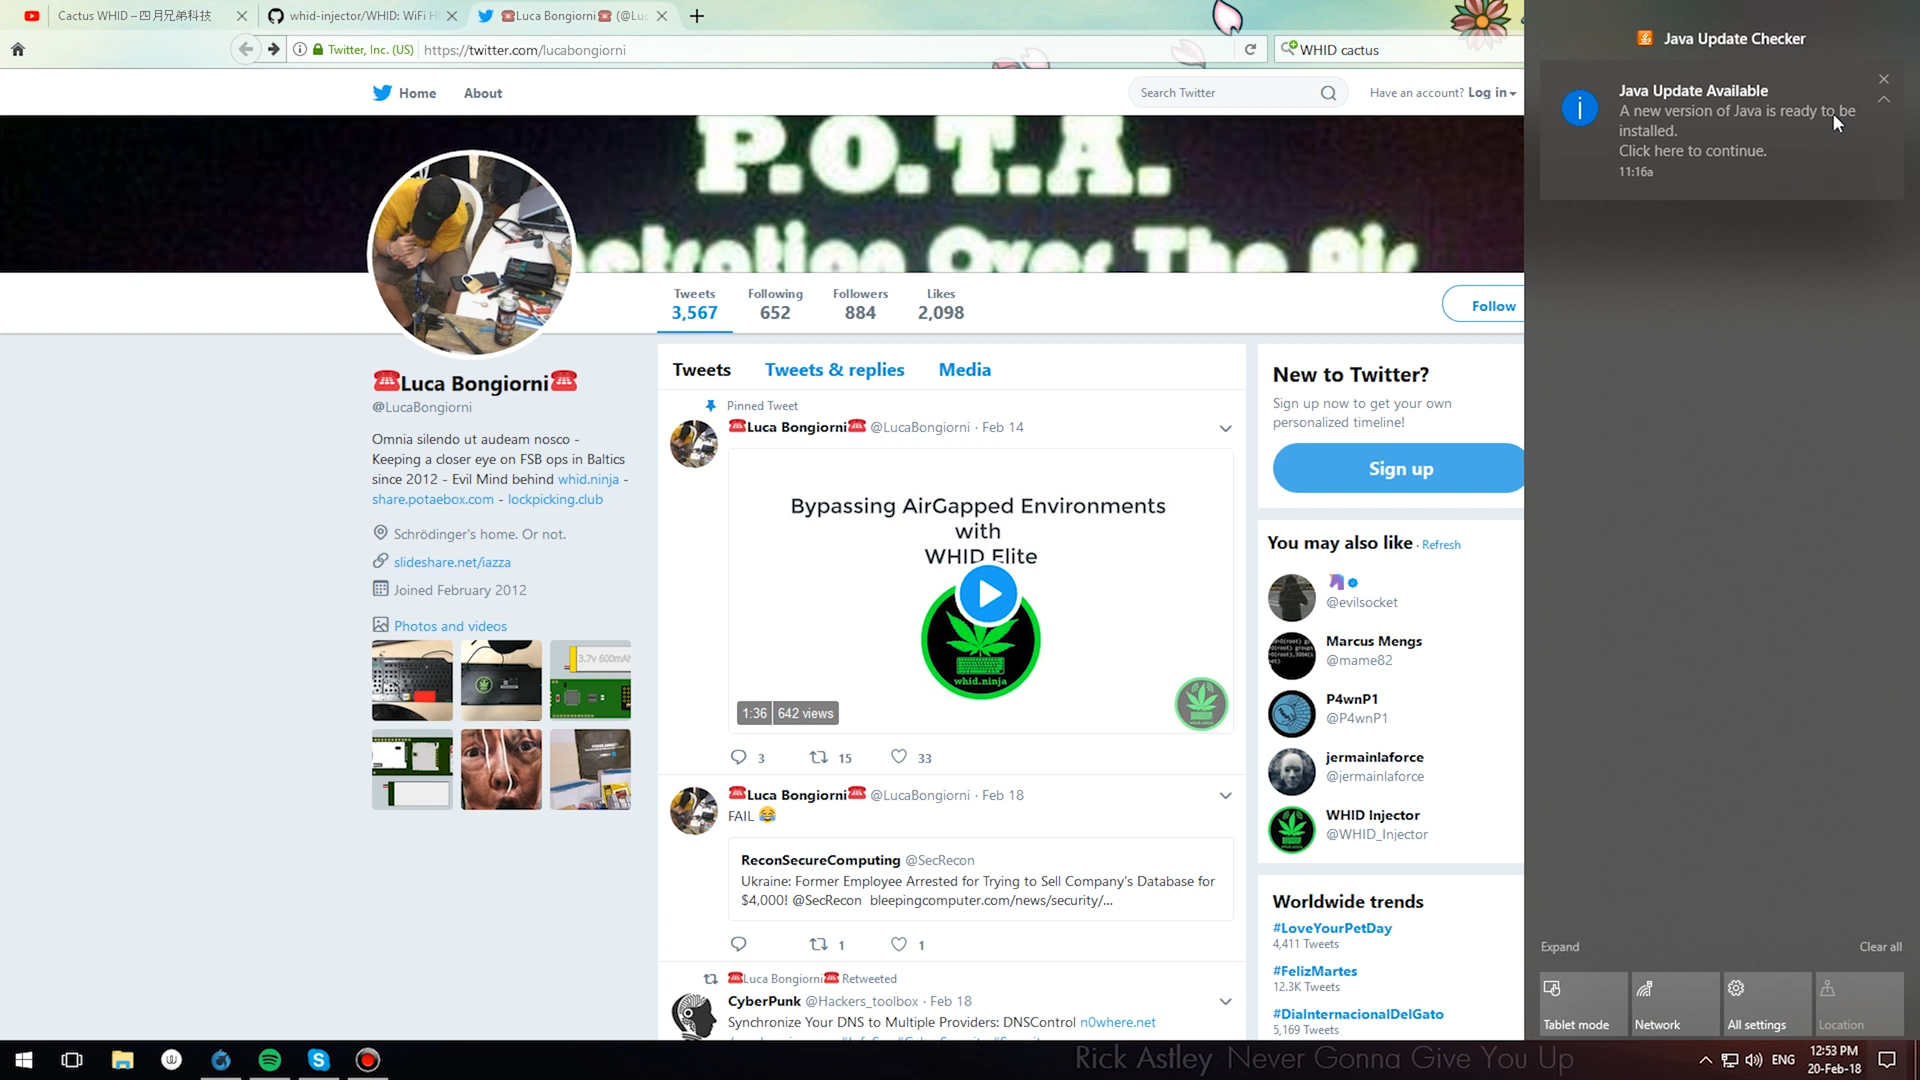 Cactus WHID – 四月兄弟科技
whid-injector/WHID: WiFi H
☎Luca Bongiorni☎ (@Luc
Twitter, Inc. (US)
https://twitter.com/lucabongiorni
WHID cactus
Home
About
Search Twitter
Have an account? Log in
P.O.T.A.
etration Over The Air
Tweets
3,567
Following
652
Followers
884
Likes
2,098
Follow
☎Luca Bongiorni☎
@LucaBongiorni
Omnia silendo ut audeam nosco -
Keeping a closer eye on FSB ops in Baltics
since 2012 - Evil Mind behind whid.ninja -
share.potaebox.com - lockpicking.club
Schrödinger's home. Or not.
slideshare.net/iazza
Joined February 2012
Photos and videos
3.7v 600mAh
Tweets
Tweets & replies
Media
Pinned Tweet
☎Luca Bongiorni☎ @LucaBongiorni · Feb 14
Bypassing AirGapped Environments
with
WHID Elite
whid.ninja
1:36
642 views
3
15
33
☎Luca Bongiorni☎ @LucaBongiorni · Feb 18
FAIL 😂
ReconSecureComputing @SecRecon
Ukraine: Former Employee Arrested for Trying to Sell Company's Database for
$4,000! @SecRecon bleepingcomputer.com/news/security/...
1
1
☎Luca Bongiorni☎ Retweeted
CyberPunk @Hackers_toolbox · Feb 18
Synchronize Your DNS to Multiple Providers: DNSControl n0where.net
New to Twitter?
Sign up now to get your own
personalized timeline!
Sign up
You may also like · Refresh
@evilsocket
Marcus Mengs
@mame82
P4wnP1
@P4wnP1
jermainlaforce
@jermainlaforce
WHID Injector
@WHID_Injector
Worldwide trends
#LoveYourPetDay
4,411 Tweets
#FelizMartes
12.3K Tweets
#DiaInternacionalDelGato
5,169 Tweets
Java Update Checker
Java Update Available
A new version of Java is ready to be
installed.
Click here to continue.
11:16a
Expand
Clear all
Tablet mode
Network
All settings
Location
Rick Astley Never Gonna Give You Up
ENG
12:53 PM
20-Feb-18